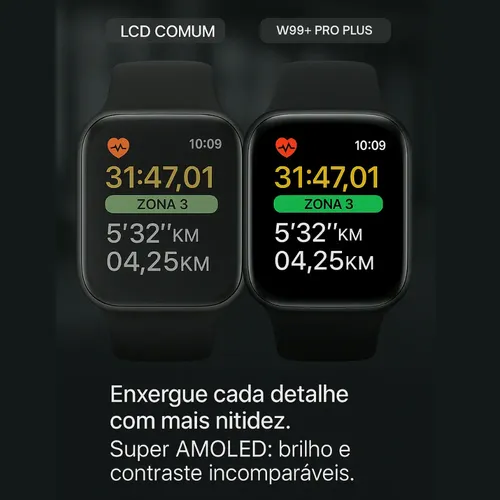 LCD COMUM
W99+ PRO PLUS
10:09
31:47,01
ZONA 3
5'32''KM
04,25KM
10:09
31:47,01
ZONA 3
5'32''KM
04,25KM
Enxergue cada detalhe
com mais nitidez.
Super AMOLED: brilho e
contraste incomparáveis.